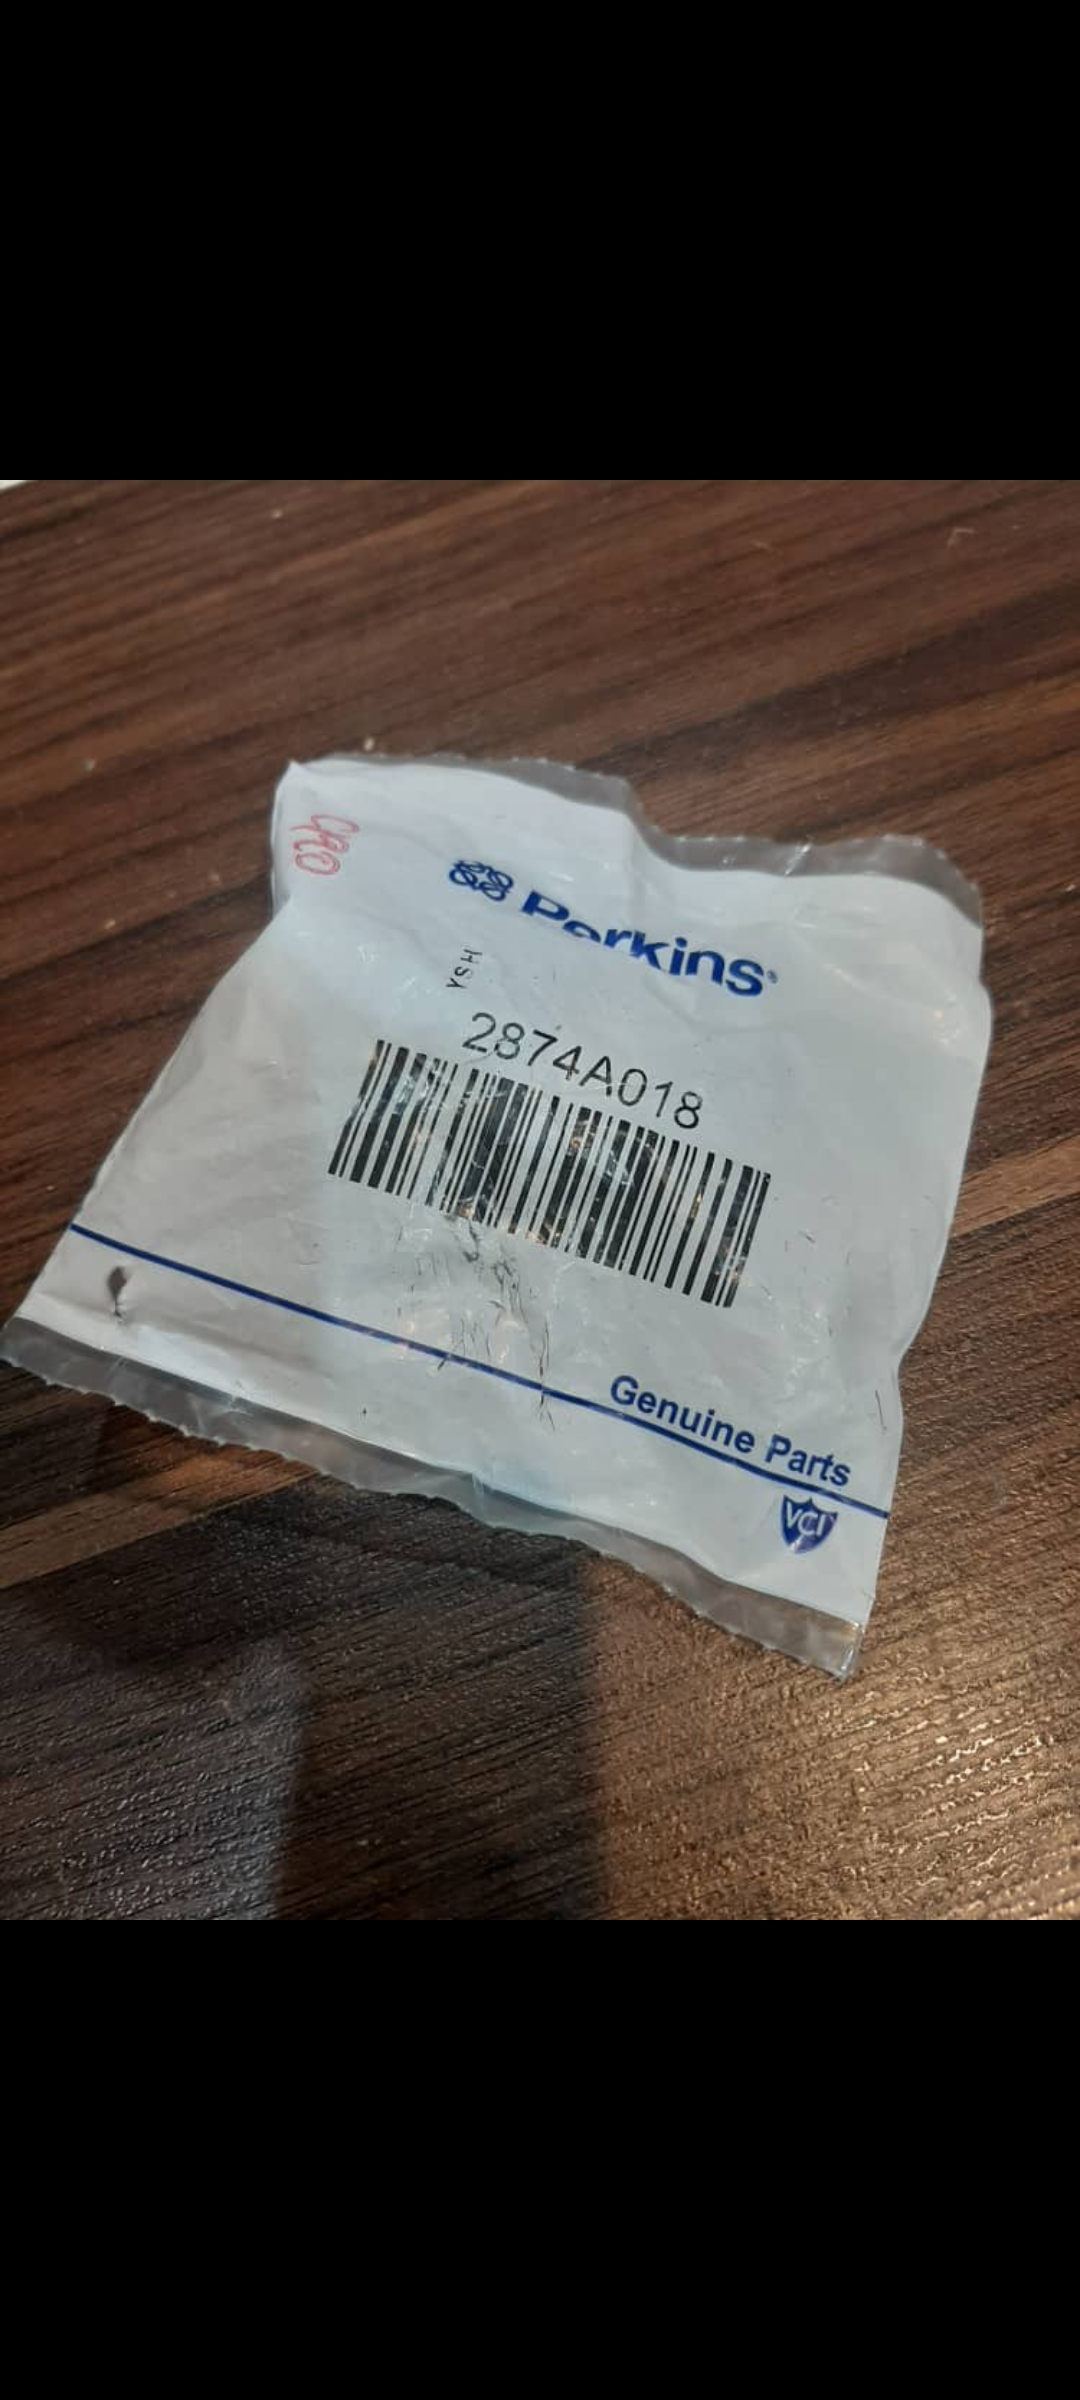 Perkins®
YSH
2874A018
Genuine Parts
VCI